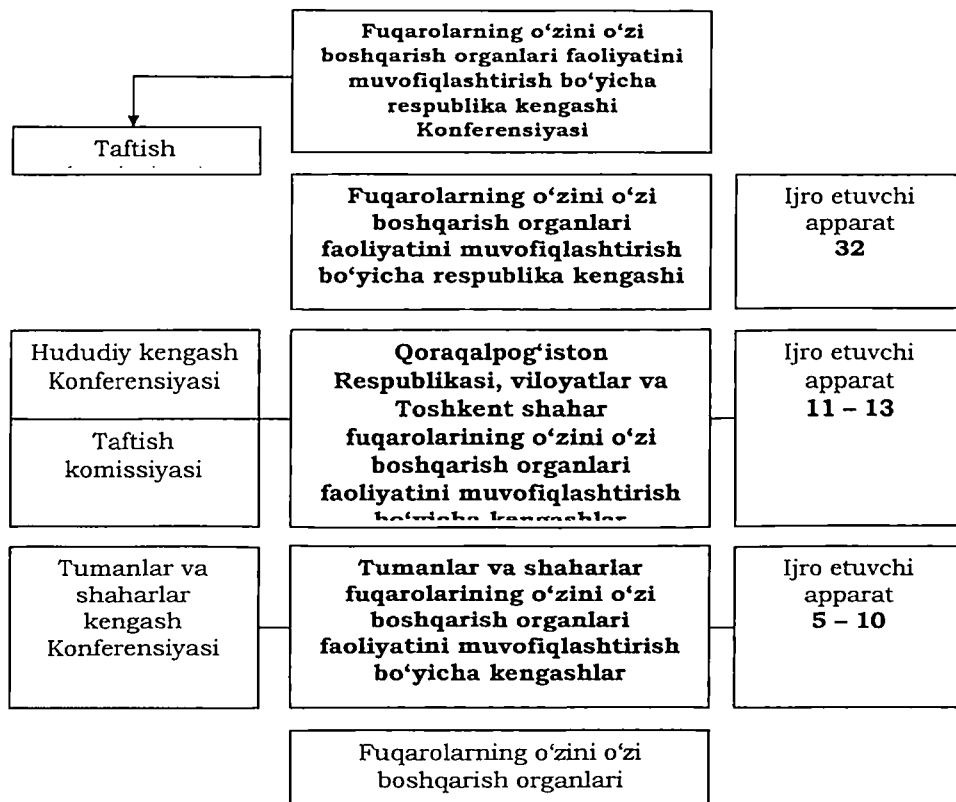 Fuqarolarning o‘zini o‘zi
boshqarish organlari faoliyatini
muvofiqlashtirish bo‘yicha
respublika kengashi
Konferensiyasi
Taftish
Fuqarolarning o‘zini o‘zi
boshqarish organlari
faoliyatini muvofiqlashtirish
bo‘yicha respublika kengashi
Ijro etuvchi
apparat
32
Hududiy kengash
Konferensiyasi
Taftish
komissiyasi
Qoraqalpog‘iston
Respublikasi, viloyatlar va
Toshkent shahar
fuqarolarining o‘zini o‘zi
boshqarish organlari
faoliyatini muvofiqlashtirish
bo‘yicha kengashlar
Ijro etuvchi
apparat
11 – 13
Tumanlar va
shaharlar
kengash
Konferensiyasi
Tumanlar va shaharlar
fuqarolarining o‘zini o‘zi
boshqarish organlari
faoliyatini muvofiqlashtirish
bo‘yicha kengashlar
Ijro etuvchi
apparat
5 – 10
Fuqarolarning o‘zini o‘zi
boshqarish organlari